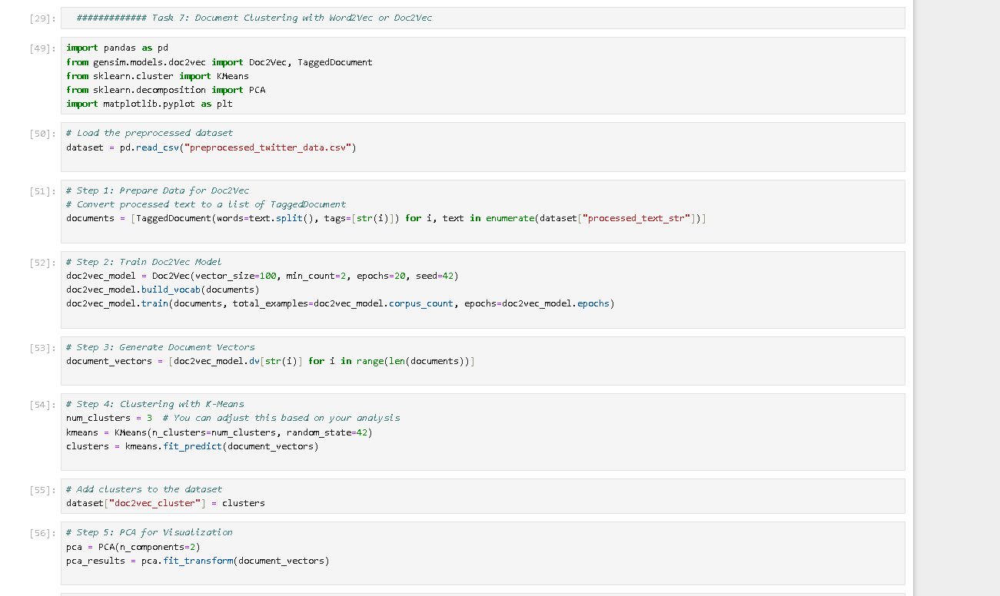 [29]: ############# Task 7: Document Clustering with Word2Vec or Doc2Vec
[49]: import pandas as pd
from gensim.models.doc2vec import Doc2Vec, TaggedDocument
from sklearn.cluster import KMeans
from sklearn.decomposition import PCA
import matplotlib.pyplot as plt
[50]: # Load the preprocessed dataset
dataset = pd.read_csv("preprocessed_twitter_data.csv")
[51]: # Step 1: Prepare Data for Doc2Vec
# Convert processed text to a list of TaggedDocument
documents = [TaggedDocument(words=text.split(), tags=[str(i)]) for i, text in enumerate(dataset["processed_text_str"])]
[52]: # Step 2: Train Doc2Vec Model
doc2vec_model = Doc2Vec(vector_size=100, min_count=2, epochs=20, seed=42)
doc2vec_model.build_vocab(documents)
doc2vec_model.train(documents, total_examples=doc2vec_model.corpus_count, epochs=doc2vec_model.epochs)
[53]: # Step 3: Generate Document Vectors
document_vectors = [doc2vec_model.dv[str(i)] for i in range(len(documents))]
[54]: # Step 4: Clustering with K-Means
num_clusters = 3  # You can adjust this based on your analysis
kmeans = KMeans(n_clusters=num_clusters, random_state=42)
clusters = kmeans.fit_predict(document_vectors)
[55]: # Add clusters to the dataset
dataset["doc2vec_cluster"] = clusters
[56]: # Step 5: PCA for Visualization
pca = PCA(n_components=2)
pca_results = pca.fit_transform(document_vectors)